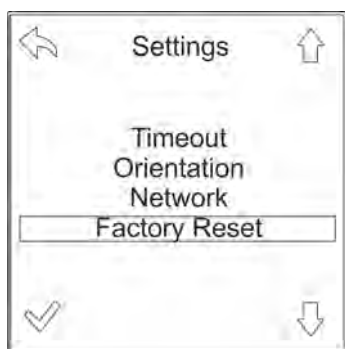 Settings
Timeout
Orientation
Network
Factory Reset